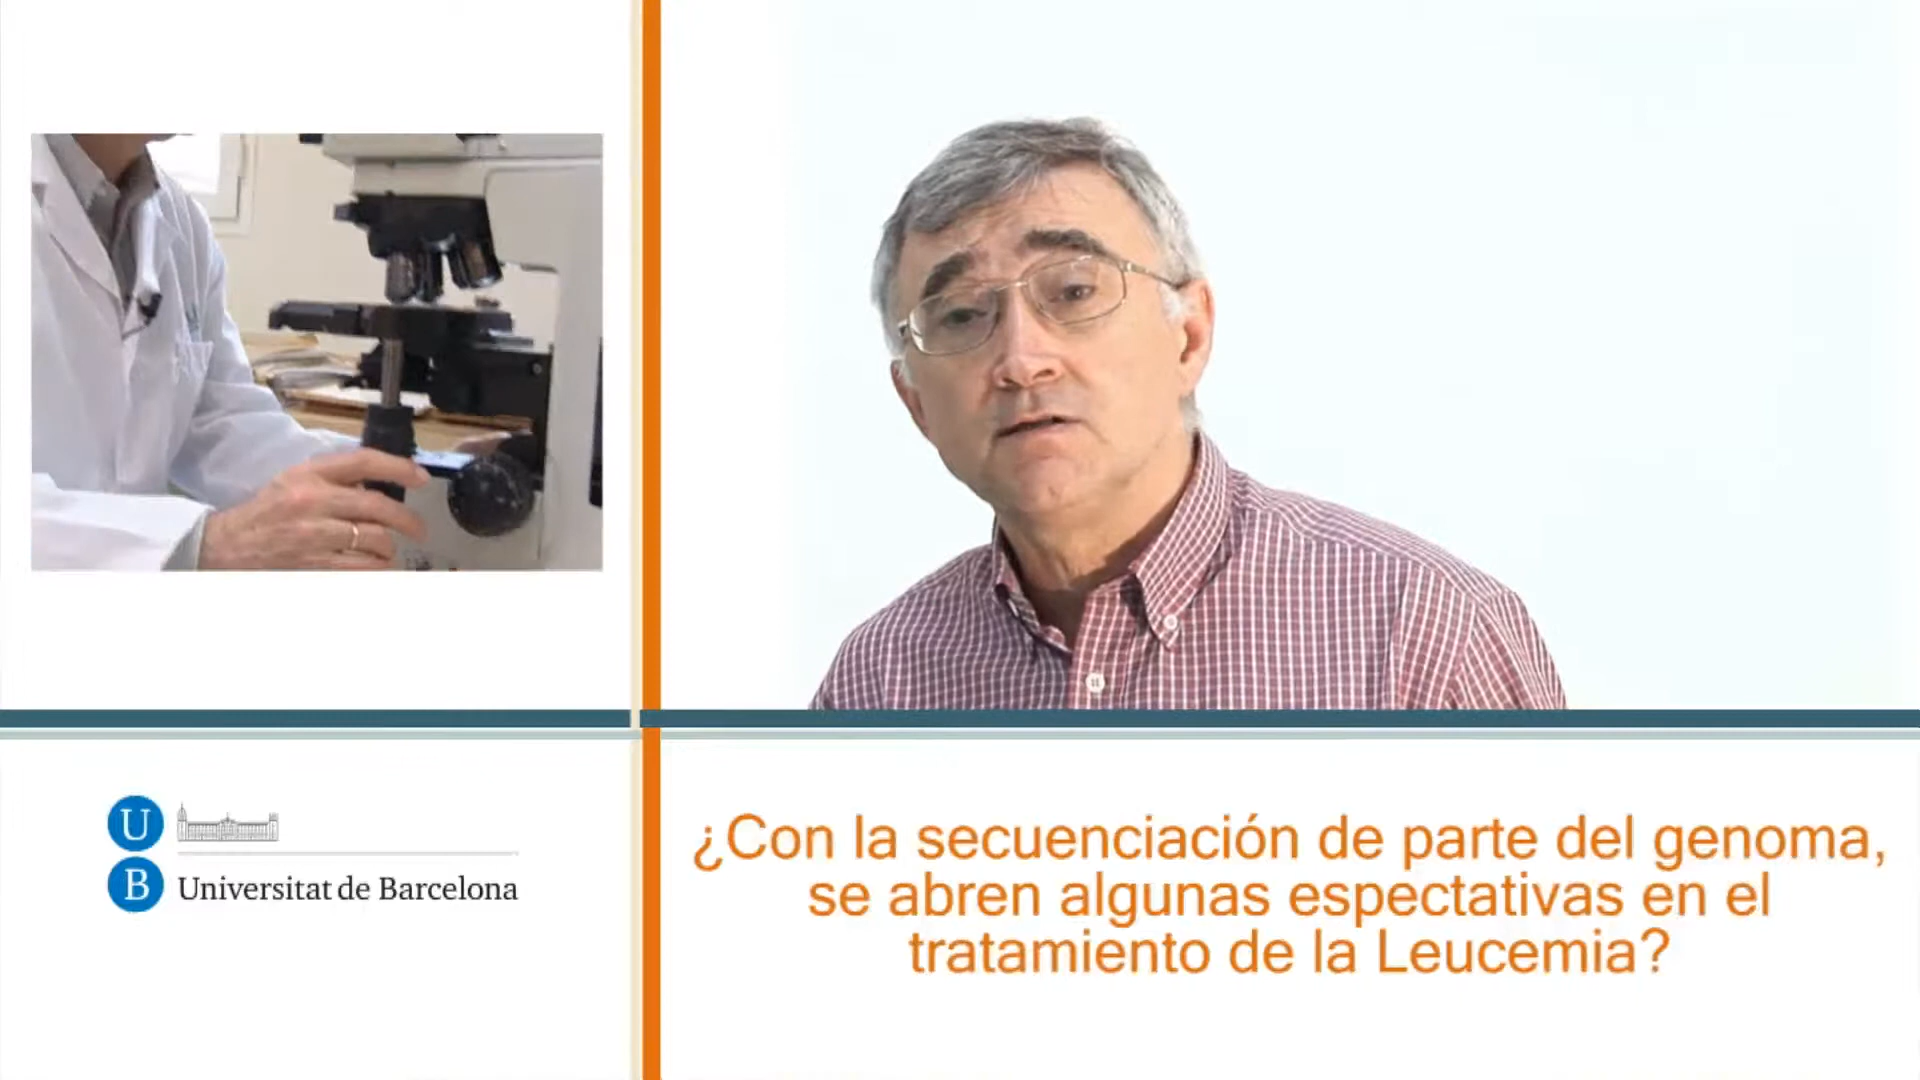 U
B
Universitat de Barcelona
¿Con la secuenciación de parte del genoma,
se abren algunas espectativas en el
tratamiento de la Leucemia?